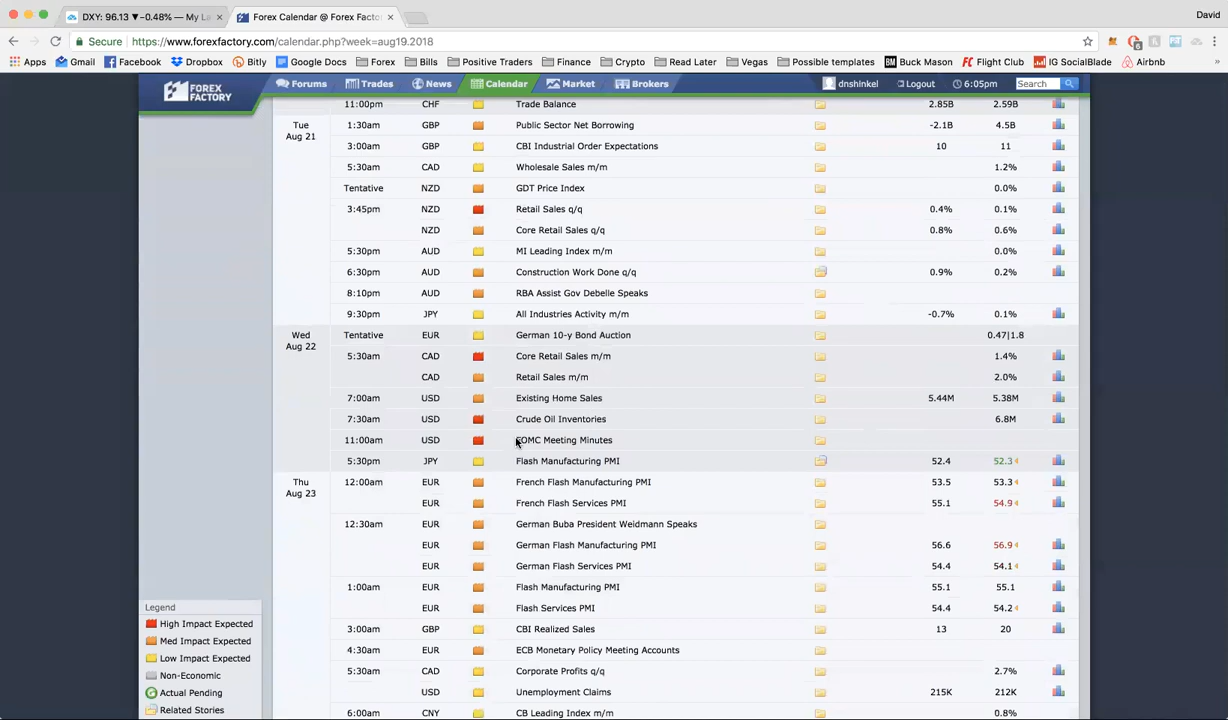 DXY: 96.13 ▼−0.48% — My La
Forex Calendar @ Forex Facto
David
Secure
https://www.forexfactory.com/calendar.php?week=aug19.2018
6
Apps Gmail Facebook Dropbox Bitly Google Docs Forex Bills Positive Traders Finance Crypto Read Later Vegas Possible templates Buck Mason Flight Club IG SocialBlade Airbnb »
FOREX FACTORY
Forums Trades News Calendar Market Brokers dnshinkel Logout 6:05pm Search
11:00pm CHF Trade Balance 2.85B 2.59B
Tue Aug 21
1:30am GBP Public Sector Net Borrowing -2.1B 4.5B
3:00am GBP CBI Industrial Order Expectations 10 11
5:30am CAD Wholesale Sales m/m 1.2%
Tentative NZD GDT Price Index 0.0%
3:45pm NZD Retail Sales q/q 0.4% 0.1%
NZD Core Retail Sales q/q 0.8% 0.6%
5:30pm AUD MI Leading Index m/m 0.0%
6:30pm AUD Construction Work Done q/q 0.9% 0.2%
8:10pm AUD RBA Assist Gov Debelle Speaks
9:30pm JPY All Industries Activity m/m -0.7% 0.1%
Wed Aug 22
Tentative EUR German 10-y Bond Auction 0.47|1.8
5:30am CAD Core Retail Sales m/m 1.4%
CAD Retail Sales m/m 2.0%
7:00am USD Existing Home Sales 5.44M 5.38M
7:30am USD Crude Oil Inventories 6.8M
11:00am USD FOMC Meeting Minutes
5:30pm JPY Flash Manufacturing PMI 52.4 52.3
Thu Aug 23
12:00am EUR French Flash Manufacturing PMI 53.5 53.3
EUR French Flash Services PMI 55.1 54.9
12:30am EUR German Buba President Weidmann Speaks
EUR German Flash Manufacturing PMI 56.6 56.9
EUR German Flash Services PMI 54.4 54.1
1:00am EUR Flash Manufacturing PMI 55.1 55.1
EUR Flash Services PMI 54.4 54.2
3:00am GBP CBI Realized Sales 13 20
4:30am EUR ECB Monetary Policy Meeting Accounts
5:30am CAD Corporate Profits q/q 2.7%
USD Unemployment Claims 215K 212K
6:00am CNY CB Leading Index m/m 0.8%
Legend
High Impact Expected
Med Impact Expected
Low Impact Expected
Non-Economic
Actual Pending
Related Stories